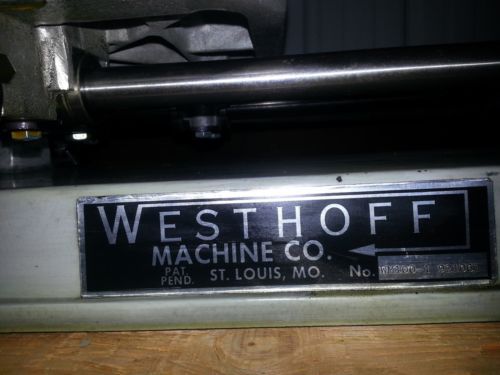 WESTHOFF
MACHINE CO.
PAT. PEND. ST. LOUIS, MO. No.